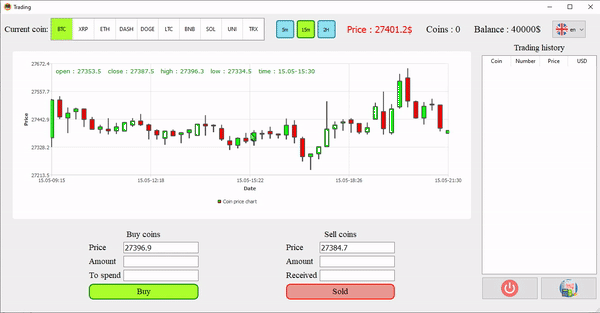 Trading
Current coin: BTC XRP ETH DASH DOGE LTC BNB SOL UNI TRX 5m 15m 2H Price : 27401.2$ Coins : 0 Balance : 40000$ en
Trading history
Coin Number Price USD
open : 27353.5 close : 27387.5 high : 27396.3 low : 27334.5 time : 15.05-15:30
27672.4
27557.7
27442.9
27328.2
27213.5
Price
15.05-09:15 15.05-12:18 15.05-15:22 15.05-18:26 15.05-21:30
Date
Coin price chart
Buy coins
Price 27396.9
Amount
To spend
Buy
Sell coins
Price 27384.7
Amount
Received
Sold